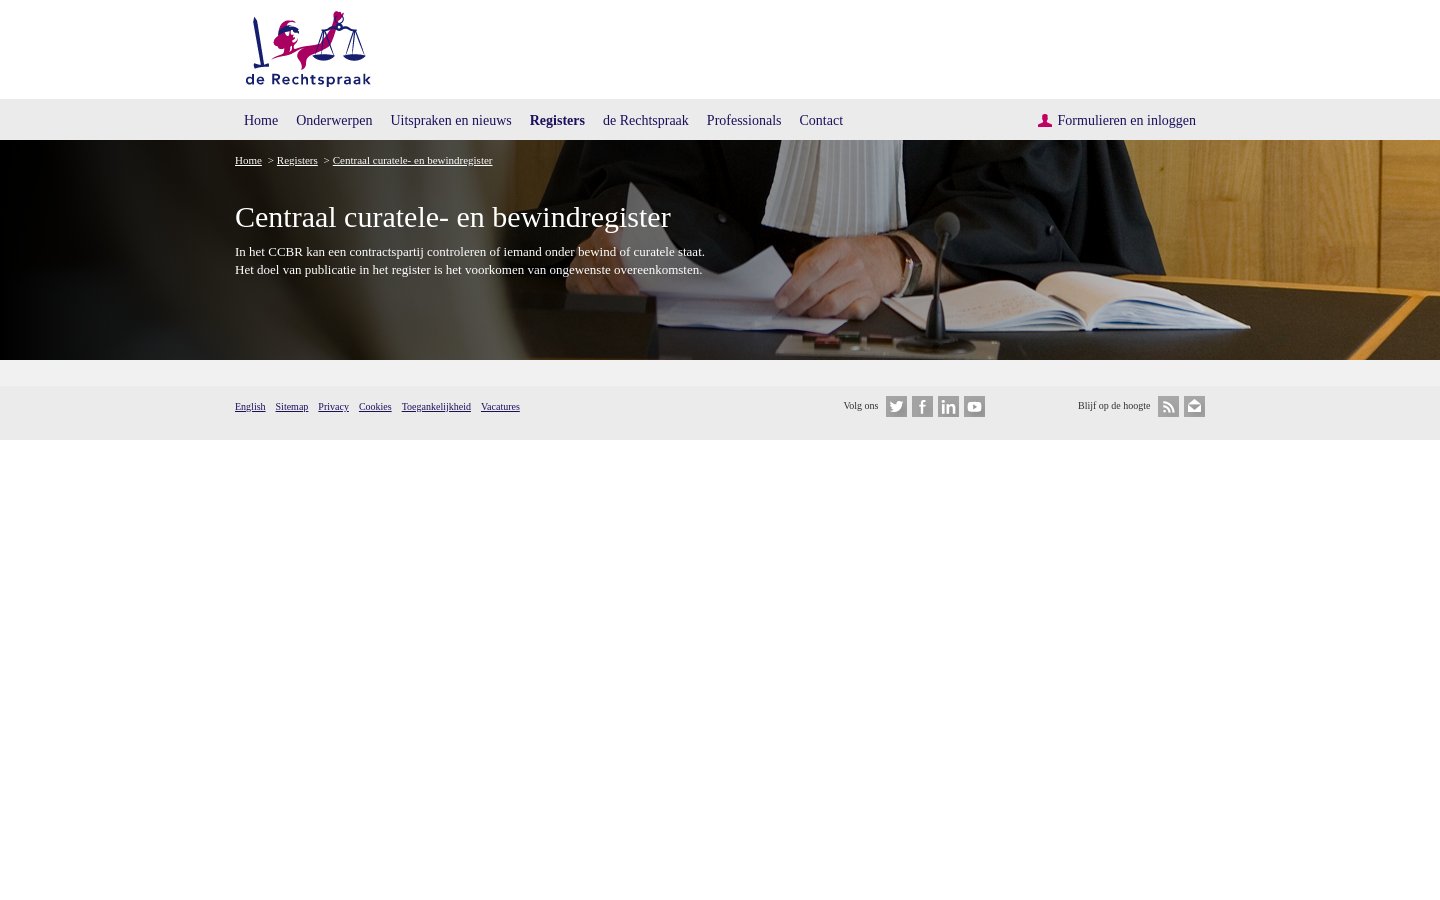 de Rechtspraak
Home Onderwerpen Uitspraken en nieuws Registers de Rechtspraak Professionals Contact Formulieren en inloggen
Home > Registers > Centraal curatele- en bewindregister
Centraal curatele- en bewindregister
In het CCBR kan een contractspartij controleren of iemand onder bewind of curatele staat.
Het doel van publicatie in het register is het voorkomen van ongewenste overeenkomsten.
English Sitemap Privacy Cookies Toegankelijkheid Vacatures Volg ons Blijf op de hoogte